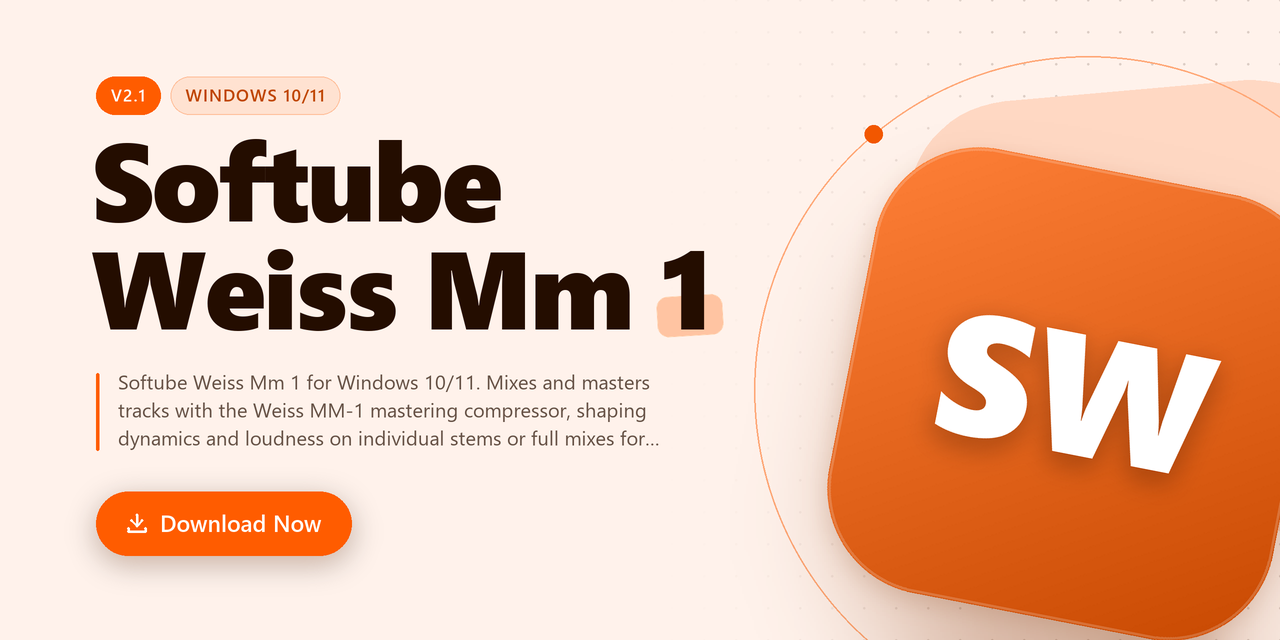 V2.1
WINDOWS 10/11
Softube
Weiss Mm 1
Softube Weiss Mm 1 for Windows 10/11. Mixes and masters
tracks with the Weiss MM-1 mastering compressor, shaping
dynamics and loudness on individual stems or full mixes for...
Download Now
SW